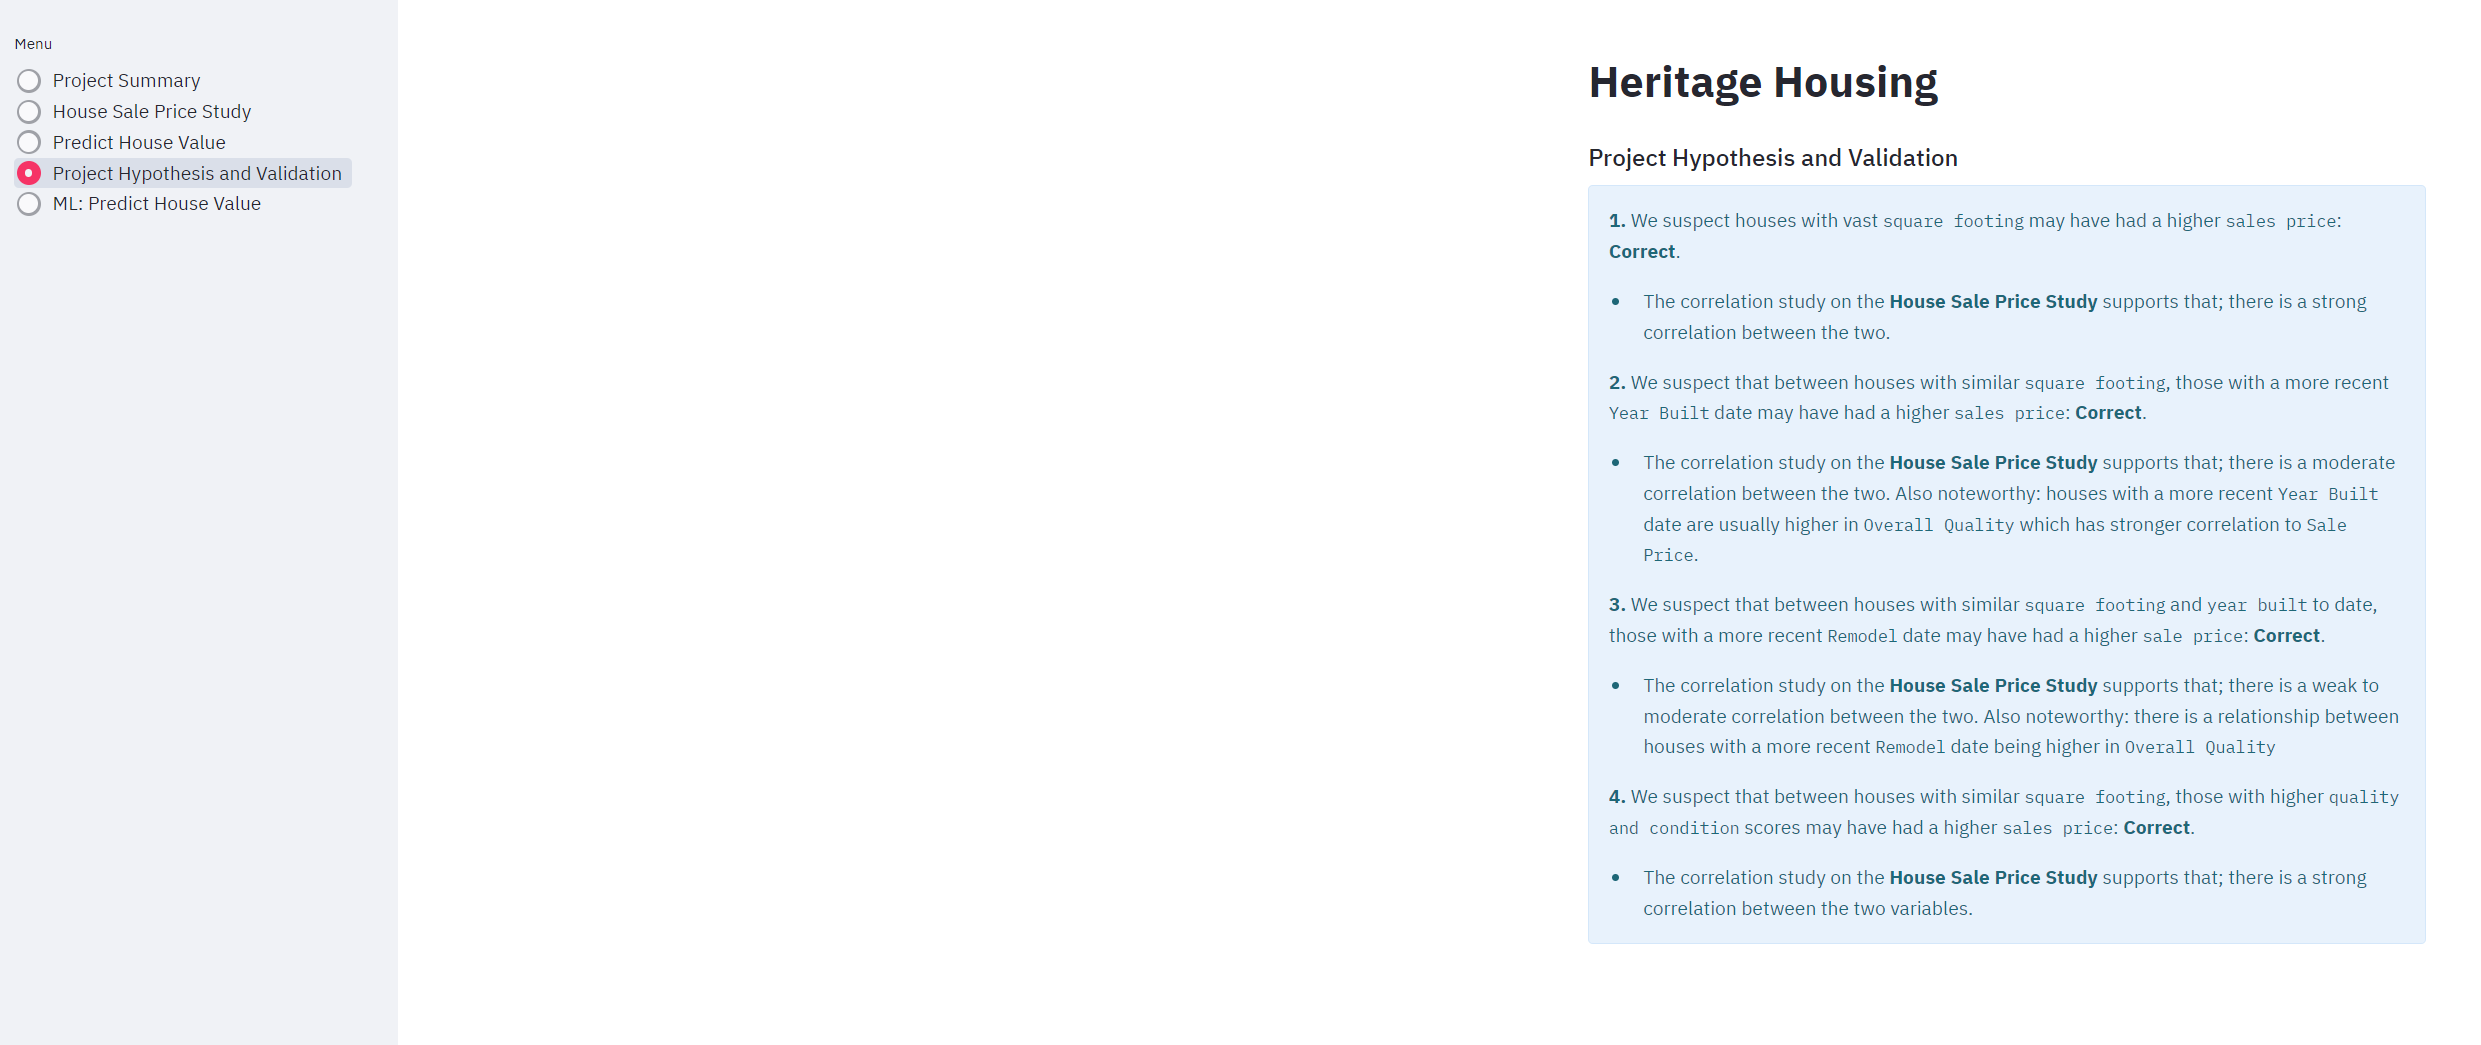 Menu
Project Summary
House Sale Price Study
Predict House Value
Project Hypothesis and Validation
ML: Predict House Value
Heritage Housing
Project Hypothesis and Validation
1. We suspect houses with vast square footing may have had a higher sales price:
Correct.
• The correlation study on the House Sale Price Study supports that; there is a strong
correlation between the two.
2. We suspect that between houses with similar square footing, those with a more recent
Year Built date may have had a higher sales price: Correct.
• The correlation study on the House Sale Price Study supports that; there is a moderate
correlation between the two. Also noteworthy: houses with a more recent Year Built
date are usually higher in Overall Quality which has stronger correlation to Sale
Price.
3. We suspect that between houses with similar square footing and year built to date,
those with a more recent Remodel date may have had a higher sale price: Correct.
• The correlation study on the House Sale Price Study supports that; there is a weak to
moderate correlation between the two. Also noteworthy: there is a relationship between
houses with a more recent Remodel date being higher in Overall Quality
4. We suspect that between houses with similar square footing, those with higher quality
and condition scores may have had a higher sales price: Correct.
• The correlation study on the House Sale Price Study supports that; there is a strong
correlation between the two variables.